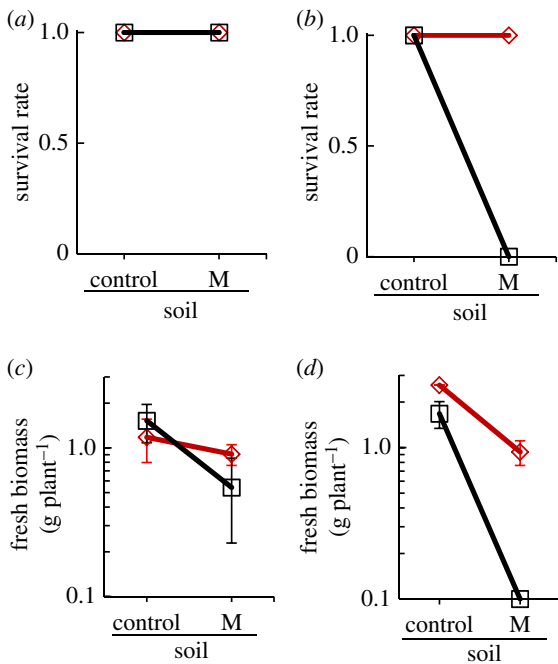 (a)
(b)
1.0
0.5
0
survival rate
control M
soil
1.0
0.5
0
survival rate
control M
soil
(c)
(d)
1.0
0.1
fresh biomass
(g plant⁻¹)
control M
soil
1.0
0.1
fresh biomass
(g plant⁻¹)
control M
soil